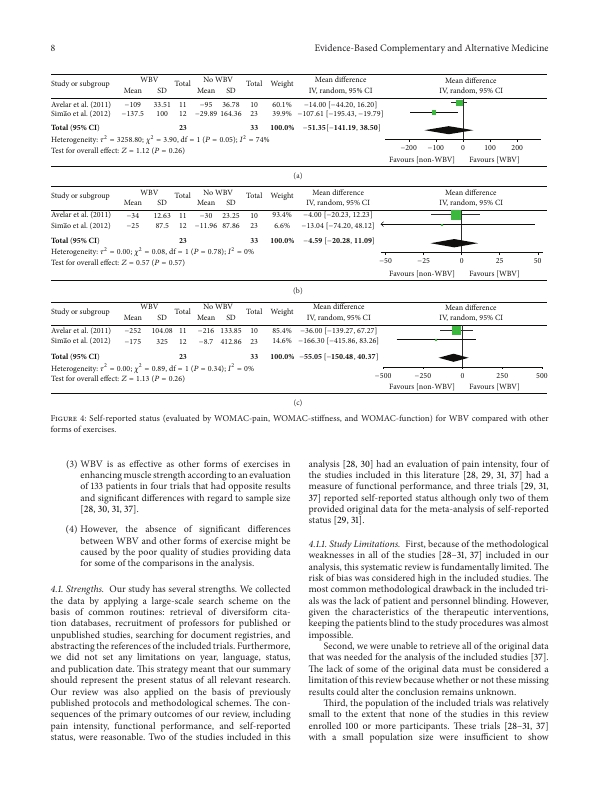 8 Evidence-Based Complementary and Alternative Medicine
Study or subgroup WBV Mean SD Total No WBV Mean SD Total Weight Mean difference IV, random, 95% CI Mean difference IV, random, 95% CI
Avelar et al. (2011) −109 33.51 11 −95 36.78 10 60.1% −14.00 [−44.20, 16.20]
Simão et al. (2012) −137.5 100 12 −29.89 164.36 23 39.9% −107.61 [−195.43, −19.79]
Total (95% CI) 23 33 100.0% −51.35[−141.19, 38.50]
Heterogeneity: τ² = 3258.80; χ² = 3.90, df = 1 (P = 0.05); I² = 74%
Test for overall effect: Z = 1.12 (P = 0.26)
−200 −100 0 100 200
Favours [non-WBV] Favours [WBV]
(a)
Study or subgroup WBV Mean SD Total No WBV Mean SD Total Weight Mean difference IV, random, 95% CI Mean difference IV, random, 95% CI
Avelar et al. (2011) −34 12.63 11 −30 23.25 10 93.4% −4.00 [−20.23, 12.23]
Simão et al. (2012) −25 87.5 12 −11.96 87.86 23 6.6% −13.04 [−74.20, 48.12]
Total (95% CI) 23 33 100.0% −4.59 [−20.28, 11.09]
Heterogeneity: τ² = 0.00; χ² = 0.08, df = 1 (P = 0.78); I² = 0%
Test for overall effect: Z = 0.57 (P = 0.57)
−50 −25 0 25 50
Favours [non-WBV] Favours [WBV]
(b)
Study or subgroup WBV Mean SD Total No WBV Mean SD Total Weight Mean difference IV, random, 95% CI Mean difference IV, random, 95% CI
Avelar et al. (2011) −252 104.08 11 −216 133.85 10 85.4% −36.00 [−139.27, 67.27]
Simão et al. (2012) −175 325 12 −8.7 412.86 23 14.6% −166.30 [−415.86, 83.26]
Total (95% CI) 23 33 100.0% −55.05 [−150.48, 40.37]
Heterogeneity: τ² = 0.00; χ² = 0.89, df = 1 (P = 0.34); I² = 0%
Test for overall effect: Z = 1.13 (P = 0.26)
−500 −250 0 250 500
Favours [non-WBV] Favours [WBV]
(c)
Figure 4: Self-reported status (evaluated by WOMAC-pain, WOMAC-stiffness, and WOMAC-function) for WBV compared with other
forms of exercises.
(3) WBV is as effective as other forms of exercises in
enhancing muscle strength according to an evaluation
of 133 patients in four trials that had opposite results
and significant differences with regard to sample size
[28, 30, 31, 37].
(4) However, the absence of significant differences
between WBV and other forms of exercise might be
caused by the poor quality of studies providing data
for some of the comparisons in the analysis.
4.1. Strengths. Our study has several strengths. We collected
the data by applying a large-scale search scheme on the
basis of common routines: retrieval of diversiform cita-
tion databases, recruitment of professors for published or
unpublished studies, searching for document registries, and
abstracting the references of the included trials. Furthermore,
we did not set any limitations on year, language, status,
and publication date. This strategy meant that our summary
should represent the present status of all relevant research.
Our review was also applied on the basis of previously
published protocols and methodological schemes. The con-
sequences of the primary outcomes of our review, including
pain intensity, functional performance, and self-reported
status, were reasonable. Two of the studies included in this
analysis [28, 30] had an evaluation of pain intensity, four of
the studies included in this literature [28, 29, 31, 37] had a
measure of functional performance, and three trials [29, 31,
37] reported self-reported status although only two of them
provided original data for the meta-analysis of self-reported
status [29, 31].
4.1.1. Study Limitations. First, because of the methodological
weaknesses in all of the studies [28–31, 37] included in our
analysis, this systematic review is fundamentally limited. The
risk of bias was considered high in the included studies. The
most common methodological drawback in the included tri-
als was the lack of patient and personnel blinding. However,
given the characteristics of the therapeutic interventions,
keeping the patients blind to the study procedures was almost
impossible.
Second, we were unable to retrieve all of the original data
that was needed for the analysis of the included studies [37].
The lack of some of the original data must be considered a
limitation of this review because whether or not these missing
results could alter the conclusion remains unknown.
Third, the population of the included trials was relatively
small to the extent that none of the studies in this review
enrolled 100 or more participants. These trials [28–31, 37]
with a small population size were insufficient to show